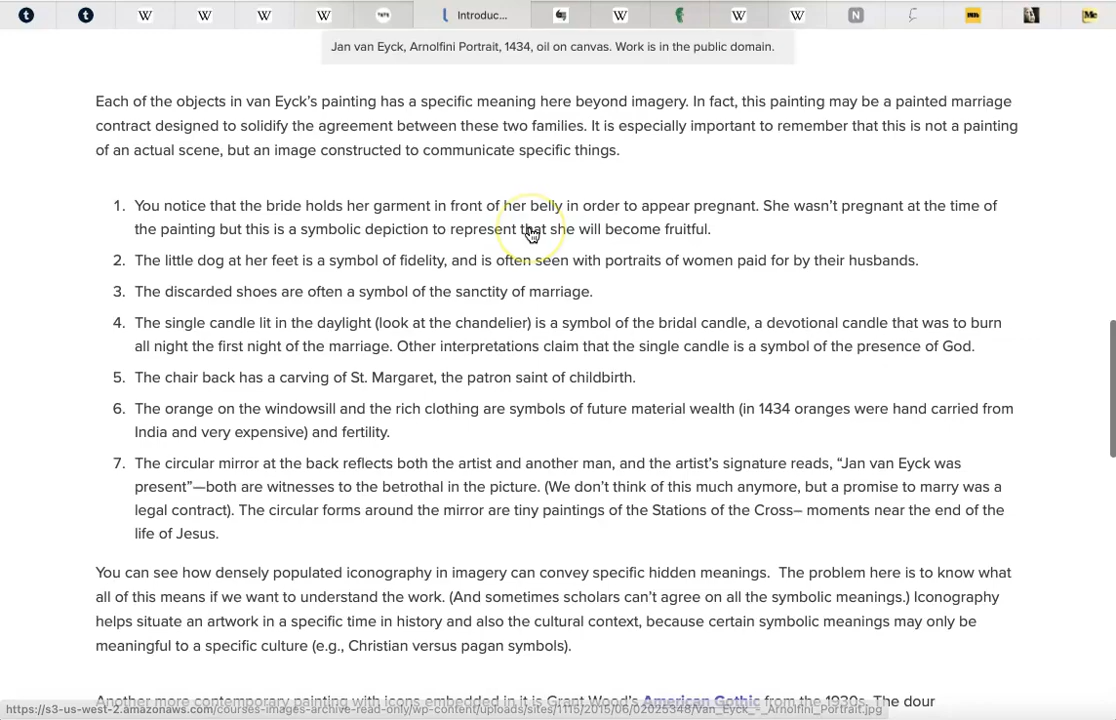 Introduc...
Jan van Eyck, Arnolfini Portrait, 1434, oil on canvas. Work is in the public domain.
Each of the objects in van Eyck’s painting has a specific meaning here beyond imagery. In fact, this painting may be a painted marriage
contract designed to solidify the agreement between these two families. It is especially important to remember that this is not a painting
of an actual scene, but an image constructed to communicate specific things.
1. You notice that the bride holds her garment in front of her belly in order to appear pregnant. She wasn’t pregnant at the time of
the painting but this is a symbolic depiction to represent that she will become fruitful.
2. The little dog at her feet is a symbol of fidelity, and is often seen with portraits of women paid for by their husbands.
3. The discarded shoes are often a symbol of the sanctity of marriage.
4. The single candle lit in the daylight (look at the chandelier) is a symbol of the bridal candle, a devotional candle that was to burn
all night the first night of the marriage. Other interpretations claim that the single candle is a symbol of the presence of God.
5. The chair back has a carving of St. Margaret, the patron saint of childbirth.
6. The orange on the windowsill and the rich clothing are symbols of future material wealth (in 1434 oranges were hand carried from
India and very expensive) and fertility.
7. The circular mirror at the back reflects both the artist and another man, and the artist’s signature reads, “Jan van Eyck was
present”—both are witnesses to the betrothal in the picture. (We don’t think of this much anymore, but a promise to marry was a
legal contract). The circular forms around the mirror are tiny paintings of the Stations of the Cross– moments near the end of the
life of Jesus.
You can see how densely populated iconography in imagery can convey specific hidden meanings.  The problem here is to know what
all of this means if we want to understand the work. (And sometimes scholars can’t agree on all the symbolic meanings.) Iconography
helps situate an artwork in a specific time in history and also the cultural context, because certain symbolic meanings may only be
meaningful to a specific culture (e.g., Christian versus pagan symbols).
Another more contemporary painting with icons embedded in it is Grant Wood’s American Gothic from the 1930s. The dour
https://s3-us-west-2.amazonaws.com/courses-images-archive-read-only/wp-content/uploads/sites/1115/2015/06/02025348/Van_Eyck_-_Arnolfini_Portrait.jpg